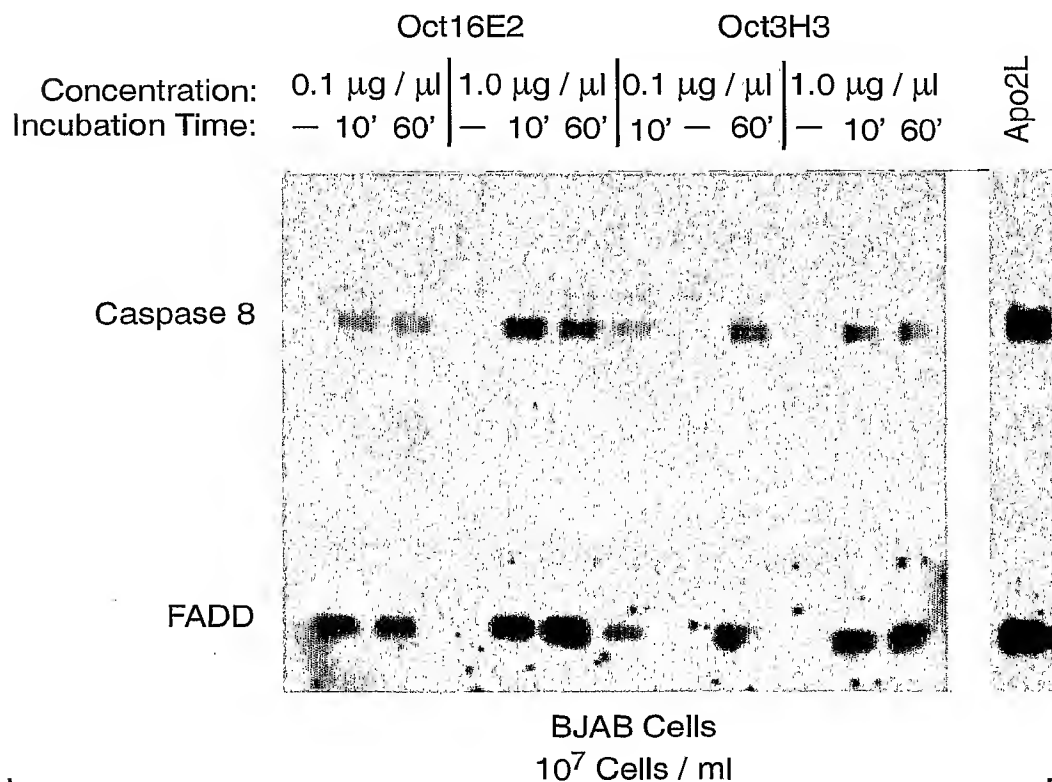 Oct16E2 Oct3H3
Concentration: 0.1 μg / μl 1.0 μg / μl 0.1 μg / μl 1.0 μg / μl
Incubation Time: — 10' 60' — 10' 60' 10' — 60' — 10' 60'
Apo2L
Caspase 8
FADD
BJAB Cells
10⁷ Cells / ml